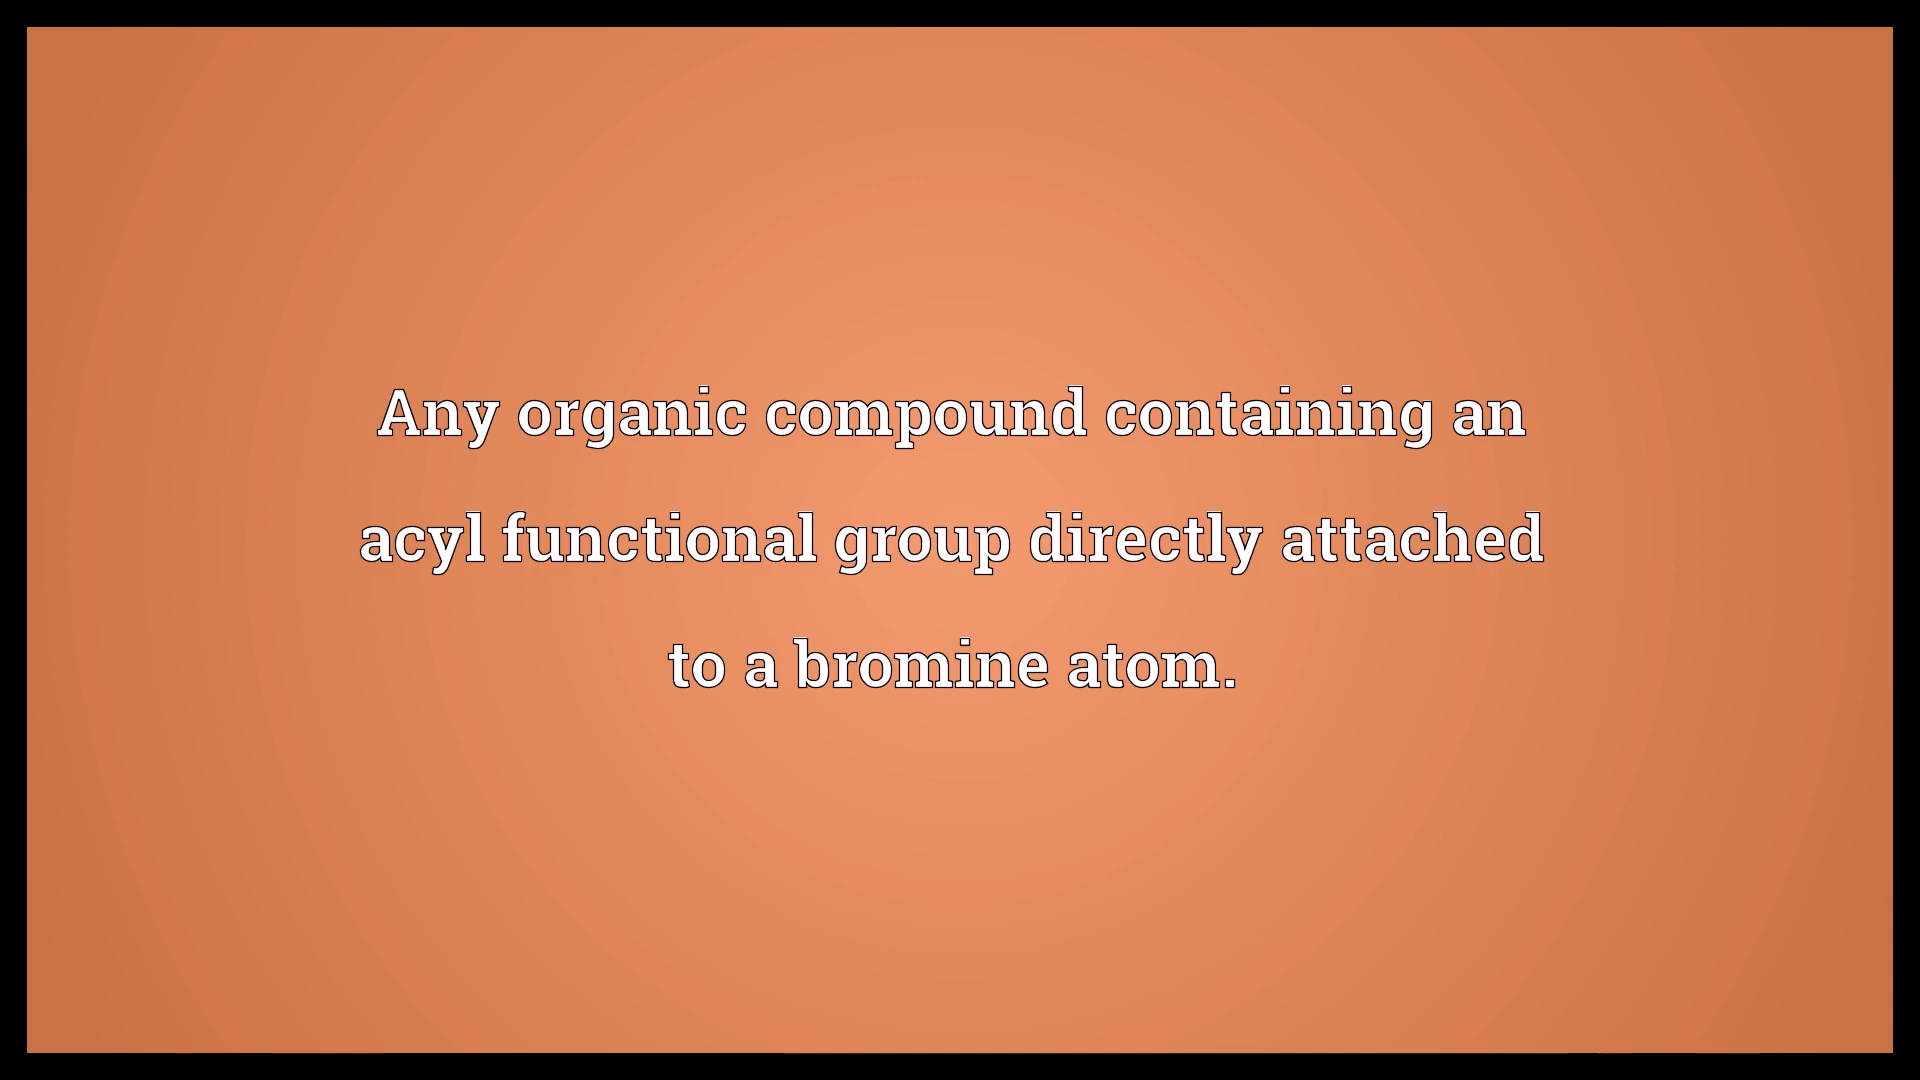 Any organic compound containing an
acyl functional group directly attached
to a bromine atom.